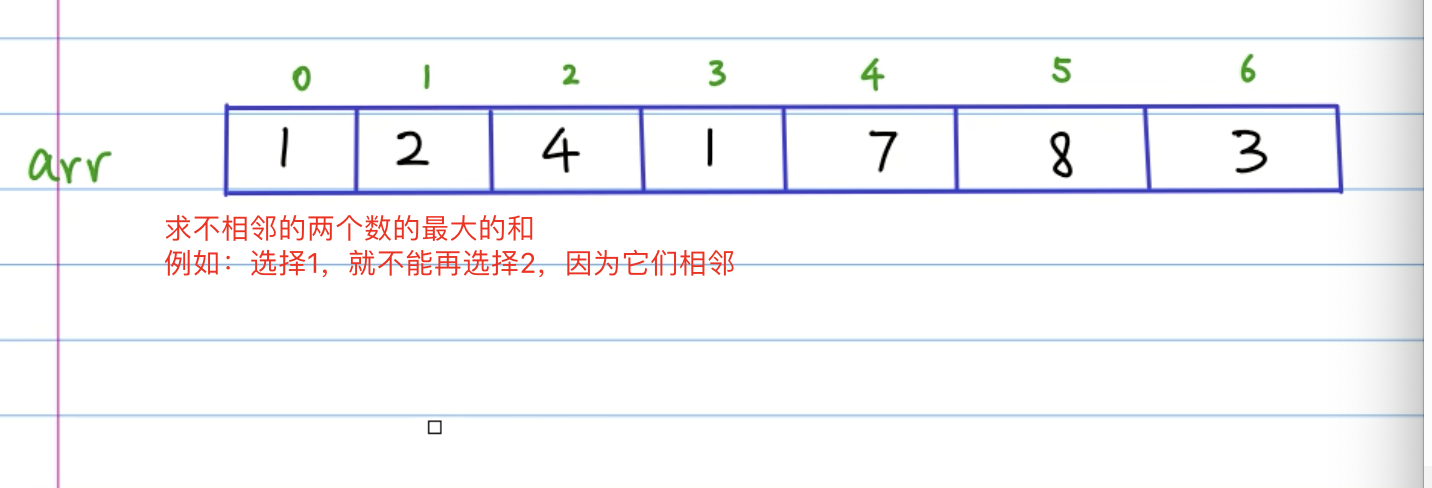 0 1 2 3 4 5 6
arr 1 2 4 1 7 8 3
求不相邻的两个数的最大的和
例如：选择1，就不能再选择2，因为它们相邻